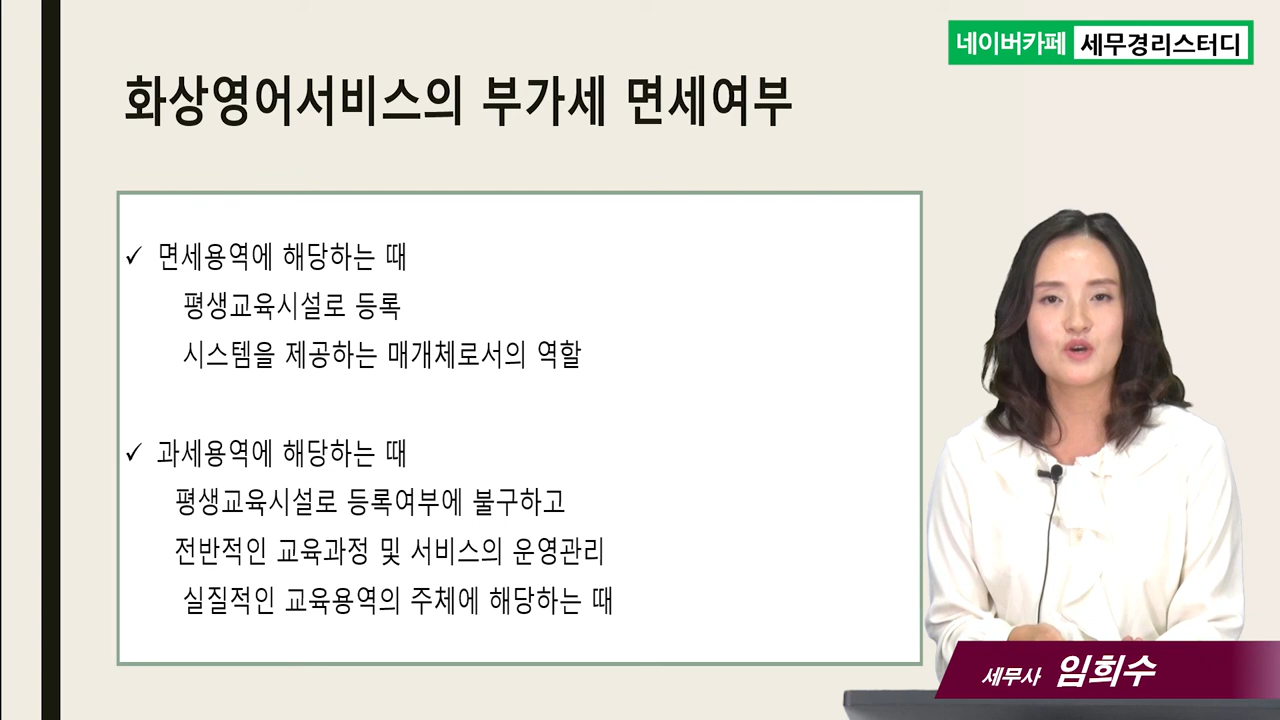 네이버카페 세무경리스터디
화상영어서비스의 부가세 면세여부
✓ 면세용역에 해당하는 때
평생교육시설로 등록
시스템을 제공하는 매개체로서의 역할
✓ 과세용역에 해당하는 때
평생교육시설로 등록여부에 불구하고
전반적인 교육과정 및 서비스의 운영관리
실질적인 교육용역의 주체에 해당하는 때
세무사 임희수